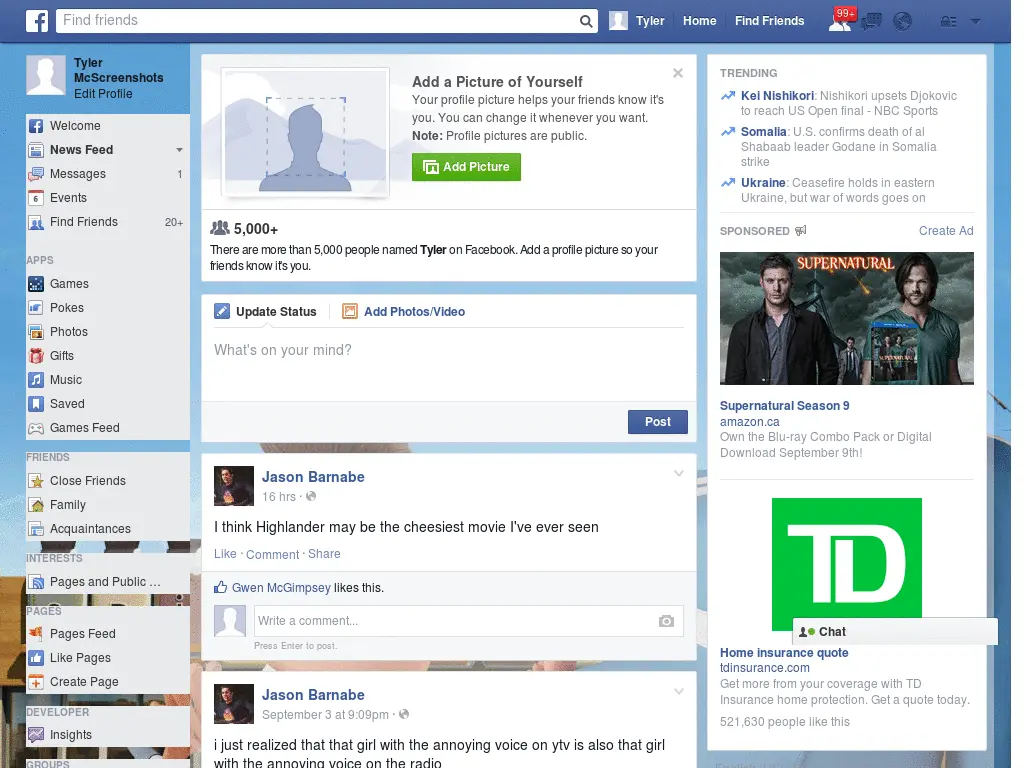 Find friends
Tyler
Home
Find Friends
99+
Tyler
McScreenshots
Edit Profile
Welcome
News Feed
Messages
1
Events
Find Friends
20+
APPS
Games
Pokes
Photos
Gifts
Music
Saved
Games Feed
FRIENDS
Close Friends
Family
Acquaintances
INTERESTS
Pages and Public ...
PAGES
Pages Feed
Like Pages
Create Page
DEVELOPER
Insights
GROUPS
Add a Picture of Yourself
Your profile picture helps your friends know it's
you. You can change it whenever you want.
Note: Profile pictures are public.
Add Picture
5,000+
There are more than 5,000 people named Tyler on Facebook. Add a profile picture so your
friends know it's you.
Update Status
Add Photos/Video
What's on your mind?
Post
Jason Barnabe
16 hrs ·
I think Highlander may be the cheesiest movie I've ever seen
Like · Comment · Share
Gwen McGimpsey likes this.
Write a comment...
Press Enter to post.
Jason Barnabe
September 3 at 9:09pm ·
i just realized that that girl with the annoying voice on ytv is also that girl
with the annoying voice on the radio
TRENDING
Kei Nishikori: Nishikori upsets Djokovic
to reach US Open final - NBC Sports
Somalia: U.S. confirms death of al
Shabaab leader Godane in Somalia
strike
Ukraine: Ceasefire holds in eastern
Ukraine, but war of words goes on
SPONSORED
Create Ad
SUPERNATURAL
Supernatural Season 9
amazon.ca
Own the Blu-ray Combo Pack or Digital
Download September 9th!
TD
Chat
Home insurance quote
tdinsurance.com
Get more from your coverage with TD
Insurance home protection. Get a quote today.
521,630 people like this